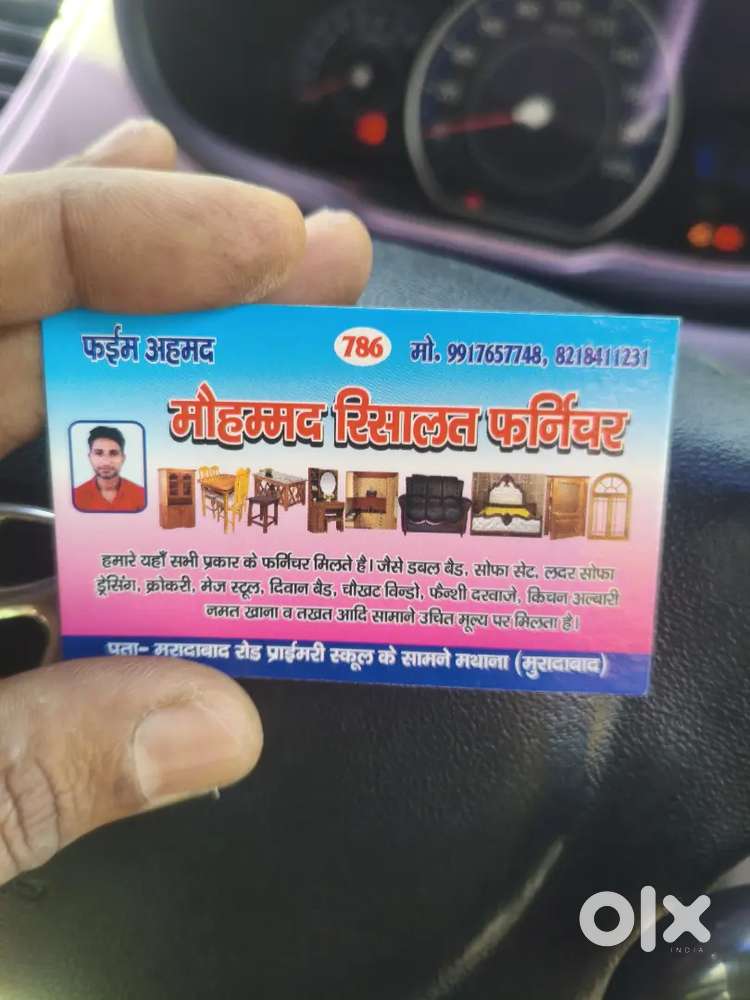 फईम अहमद
786
मो. 9917657748, 8218411231
मौहम्मद रिसालत फर्निचर
हमारे यहाँ सभी प्रकार के फर्निचर मिलते है। जैसे डबल बैड, सोफा सेट, लदर सोफा
ड्रेसिंग, क्रोकरी, मेज स्टूल, दिवान बैड, चौखट विन्डो, फैन्शी दरवाजे, किचन अल्बारी
नमत खाना व तखत आदि सामाने उचित मूल्य पर मिलता है।
पता- मुरादाबाद रोड प्राईमरी स्कूल के सामने मथाना (मुरादाबाद)
olx
INDIA